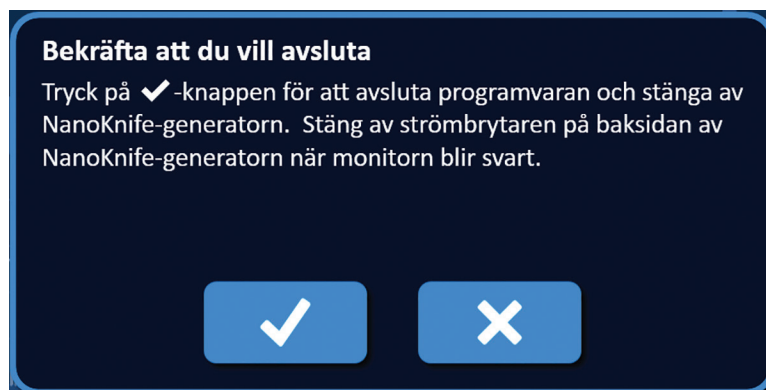 Bekräfta att du vill avsluta
Tryck på ✔-knappen för att avsluta programvaran och stänga av
NanoKnife-generatorn.  Stäng av strömbrytaren på baksidan av
NanoKnife-generatorn när monitorn blir svart.